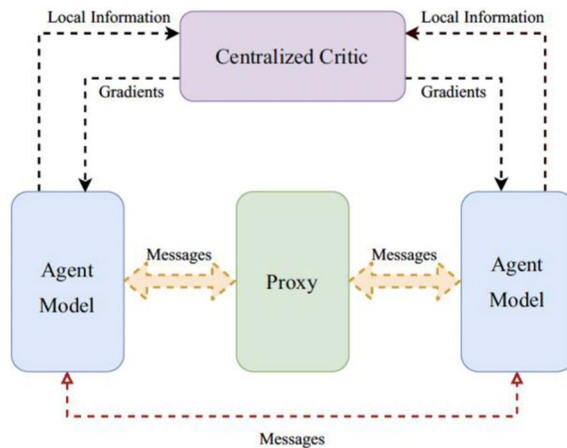 Local Information
Local Information
Centralized Critic
Gradients
Gradients
Messages
Messages
Agent
Model
Proxy
Agent
Model
Messages